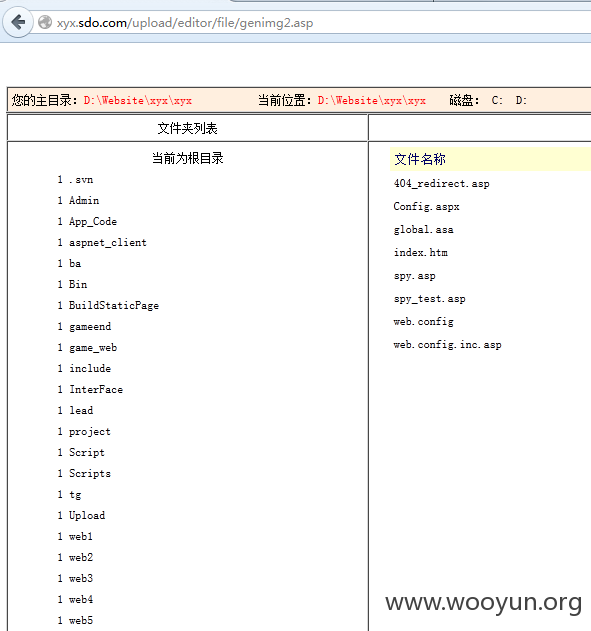 xyx.sdo.com/upload/editor/file/genimg2.asp
您的主目录：D:\Website\xyx\xyx 当前位置：D:\Website\xyx\xyx 磁盘： C: D:
文件夹列表
当前为根目录
1 .svn
1 Admin
1 App_Code
1 aspnet_client
1 ba
1 Bin
1 BuildStaticPage
1 gameend
1 game_web
1 include
1 InterFace
1 lead
1 project
1 Script
1 Scripts
1 tg
1 Upload
1 web1
1 web2
1 web3
1 web4
1 web5
文件名称
404_redirect.asp
Config.aspx
global.asa
index.htm
spy.asp
spy_test.asp
web.config
web.config.inc.asp
www.wooyun.org